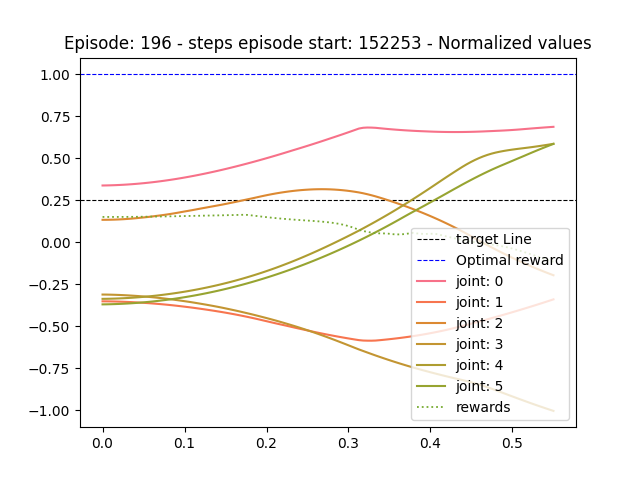 Episode: 196 - steps episode start: 152253 - Normalized values
1.00
0.75
0.50
0.25
0.00
−0.25
−0.50
−0.75
−1.00
target Line
Optimal reward
joint: 0
joint: 1
joint: 2
joint: 3
joint: 4
joint: 5
rewards
0.0 0.1 0.2 0.3 0.4 0.5